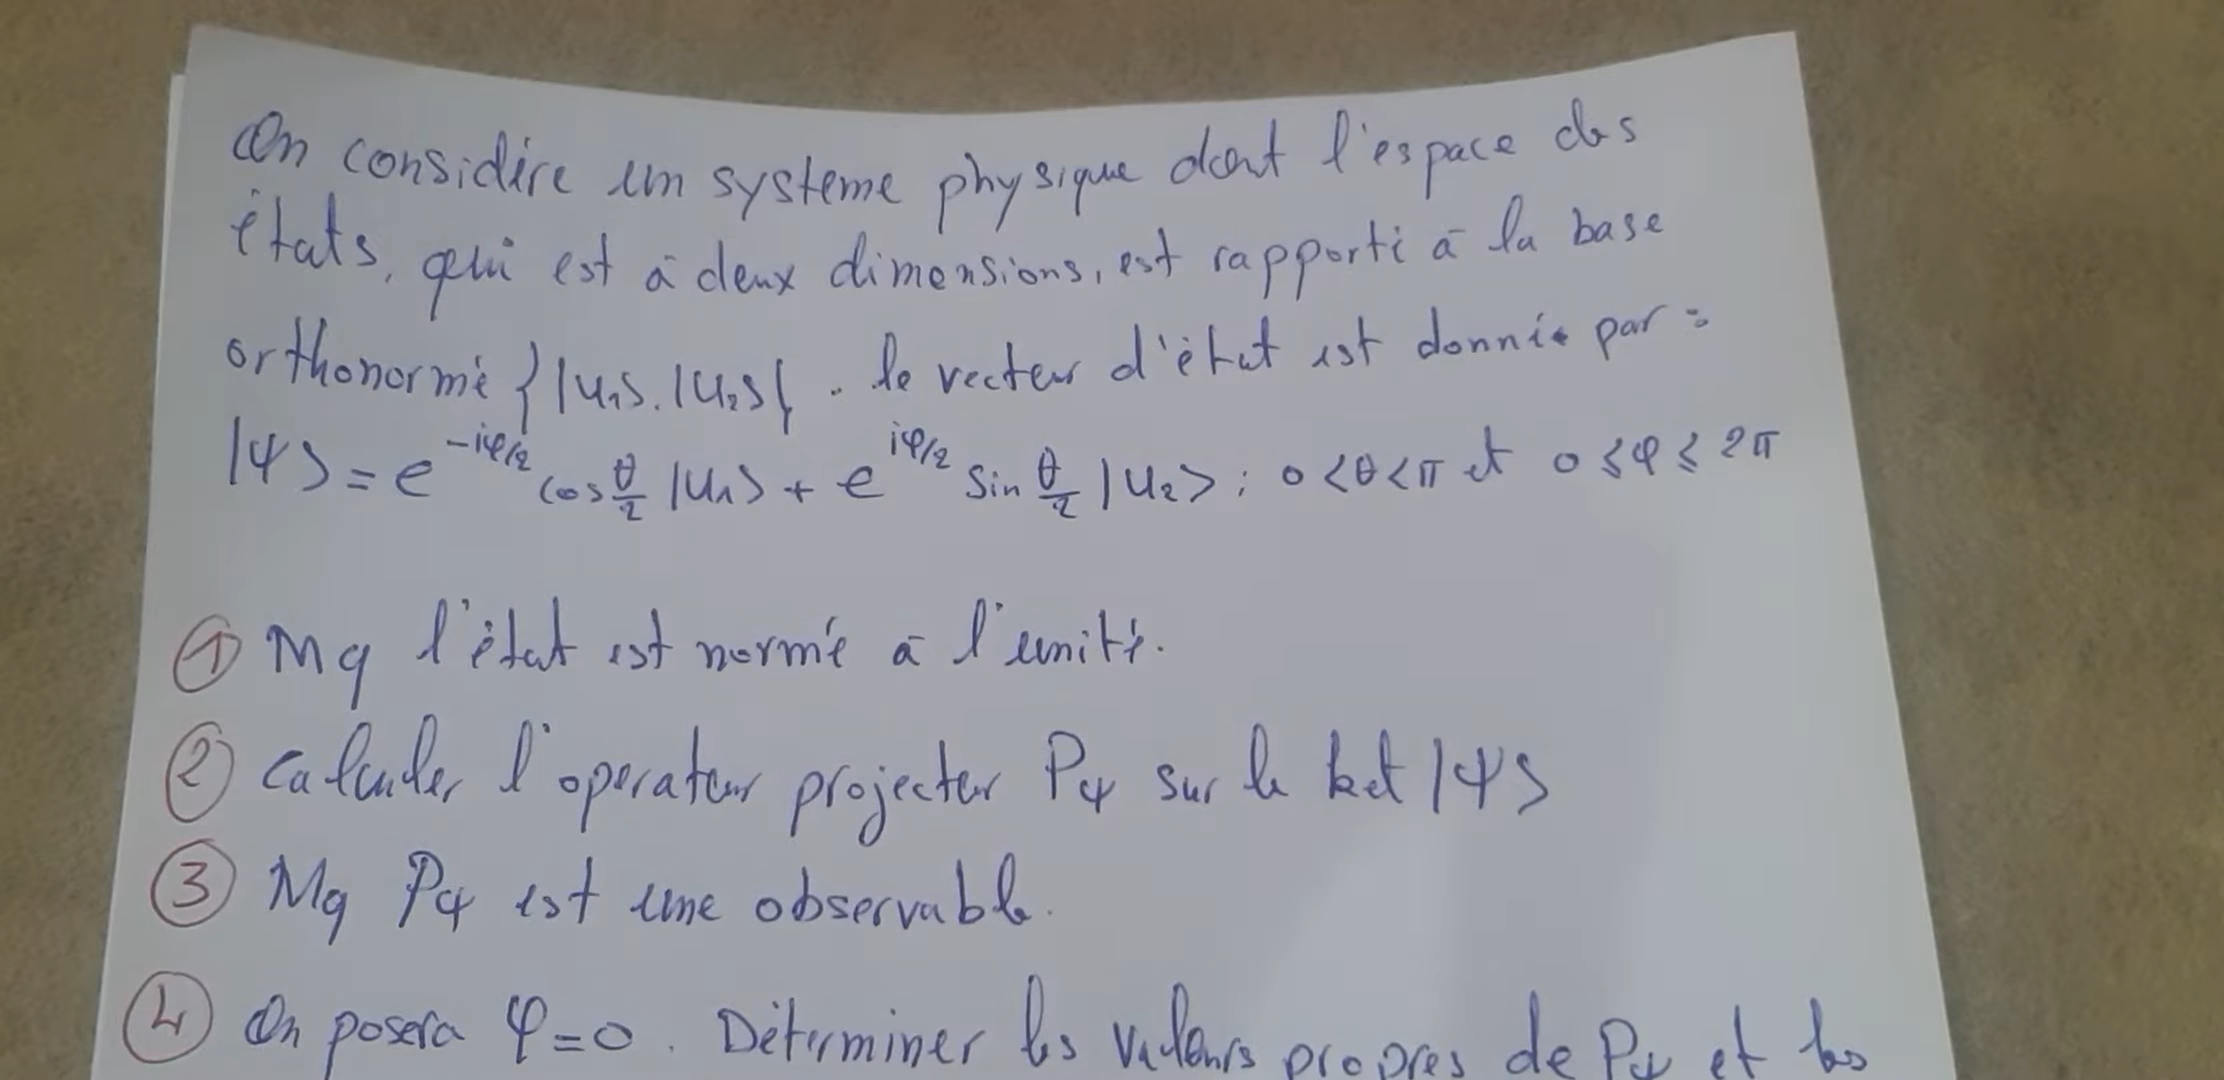 On considère un système physique dont l'espace des
états, qui est à deux dimensions, est rapporté à la base
orthonormé {|u₁>, |u₂>}. le vecteur d'état est donnée par :
|ψ> = e^{-iφ/2} cos θ/2 |u₁> + e^{iφ/2} sin θ/2 |u₂> ; 0 < θ < π et 0 ≤ φ ≤ 2π
① Mq l'état est normé à l'unité.
② Calculer l'operateur projecteur Pψ sur le ket |ψ>
③ Mq Pψ est une observable.
④ On posera φ=0. Déterminer les valeurs propres de Pψ et les